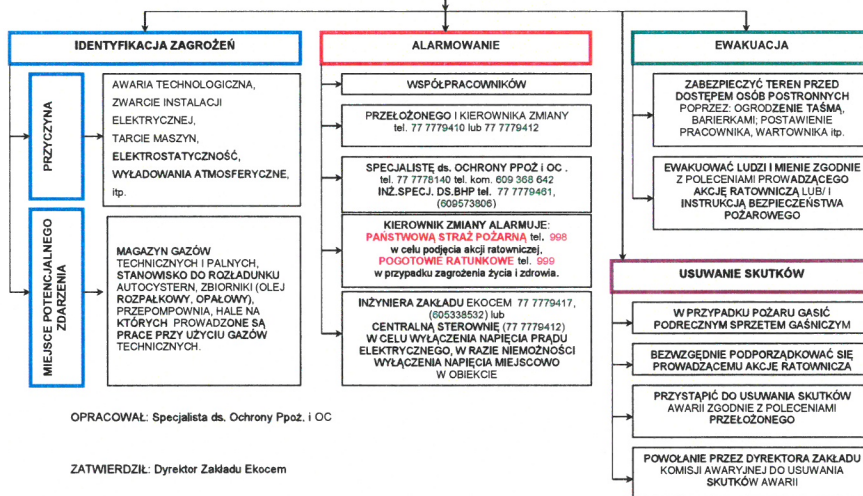 IDENTYFIKACJA ZAGROŻEŃ
PRZYCZYNA
AWARIA TECHNOLOGICZNA,
ZWARCIE INSTALACJI
ELEKTRYCZNEJ,
TARCIE MASZYN,
ELEKTROSTATYCZNOŚĆ,
WYŁADOWANIA ATMOSFERYCZNE,
itp.
MIEJSCE POTENCJALNEGO
ZDARZENIA
MAGAZYN GAZÓW
TECHNICZNYCH I PALNYCH,
STANOWISKO DO ROZŁADUNKU
AUTOCYSTERN, ZBIORNIKI (OLEJ
ROZPAŁKOWY, OPAŁOWY),
PRZEPOMPOWNIA, HALE NA
KTÓRYCH PROWADZONE SĄ
PRACE PRZY UŻYCIU GAZÓW
TECHNICZNYCH.
ALARMOWANIE
WSPÓŁPRACOWNIKÓW
PRZEŁOŻONEGO I KIEROWNIKA ZMIANY
tel. 77 7779410 lub 77 7779412
SPECJALISTĘ ds. OCHRONY PPOŻ i OC .
tel. 77 7778140 tel. kom. 609 368 642
INŻ.SPECJ. DS.BHP tel. 77 7779461,
(609573806)
KIEROWNIK ZMIANY ALARMUJE:
PAŃSTWOWĄ STRAŻ POŻARNĄ tel. 998
w celu podjęcia akcji ratowniczej,
POGOTOWIE RATUNKOWE tel. 999
w przypadku zagrożenia życia i zdrowia.
INŻYNIERA ZAKŁADU EKOCEM 77 7779417,
(605338532) lub
CENTRALNĄ STEROWNIĘ (77 7779412)
W CELU WYŁĄCZENIA NAPIĘCIA PRĄDU
ELEKTRYCZNEGO, W RAZIE NIEMOŻNOŚCI
WYŁĄCZENIA NAPIĘCIA MIEJSCOWO
W OBIEKCIE
EWAKUACJA
ZABEZPIECZYĆ TEREN PRZED
DOSTĘPEM OSÓB POSTRONNYCH
POPRZEZ: OGRODZENIE TAŚMĄ,
BARIERKAMI; POSTAWIENIE
PRACOWNIKA, WARTOWNIKA itp.
EWAKUOWAĆ LUDZI I MIENIE ZGODNIE
Z POLECENIAMI PROWADZĄCEGO
AKCJĘ RATOWNICZĄ LUB/ I
INSTRUKCJĄ BEZPIECZEŃSTWA
POŻAROWEGO
USUWANIE SKUTKÓW
W PRZYPADKU POŻARU GASIĆ
PODRECZNYM SPRZETEM GAŚNICZYM
BEZWZGLĘDNIE PODPORZĄDKOWAĆ SIĘ
PROWADZACEMU AKCJE RATOWNICZA
PRZYSTĄPIĆ DO USUWANIA SKUTKÓW
AWARII ZGODNIE Z POLECENIAMI
PRZEŁOŻONEGO
POWOŁANIE PRZEZ DYREKTORA ZAKŁADU
KOMISJI AWARYJNEJ DO USUWANIA
SKUTKÓW AWARII
OPRACOWAŁ: Specjalista ds. Ochrony Ppoż. i OC
ZATWIERDZIŁ: Dyrektor Zakładu Ekocem